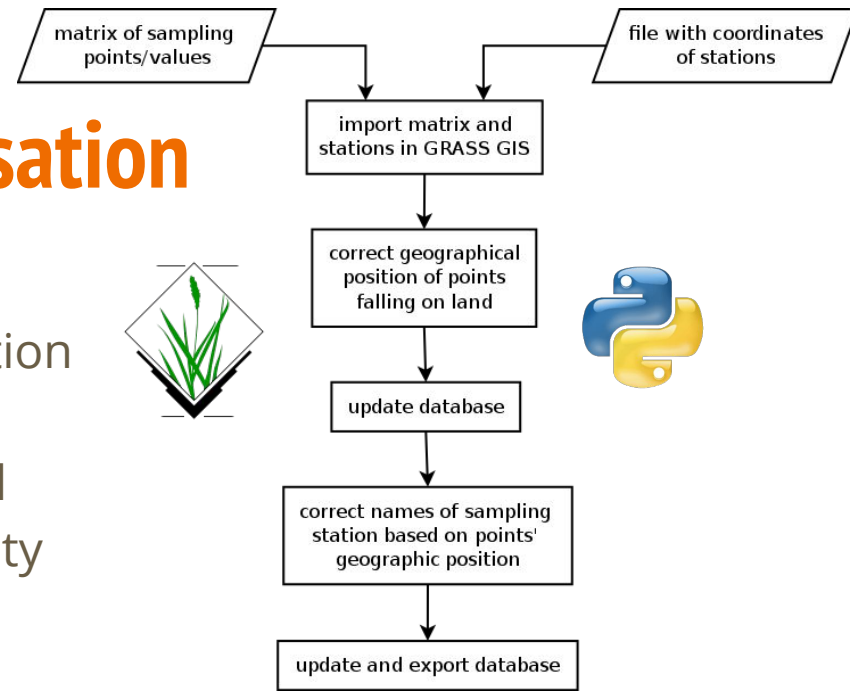 matrix of sampling
points/values
file with coordinates
of stations
import matrix and
stations in GRASS GIS
sation
correct geographical
position of points
falling on land
tion
update database
l
ty
correct names of sampling
station based on points'
geographic position
update and export database